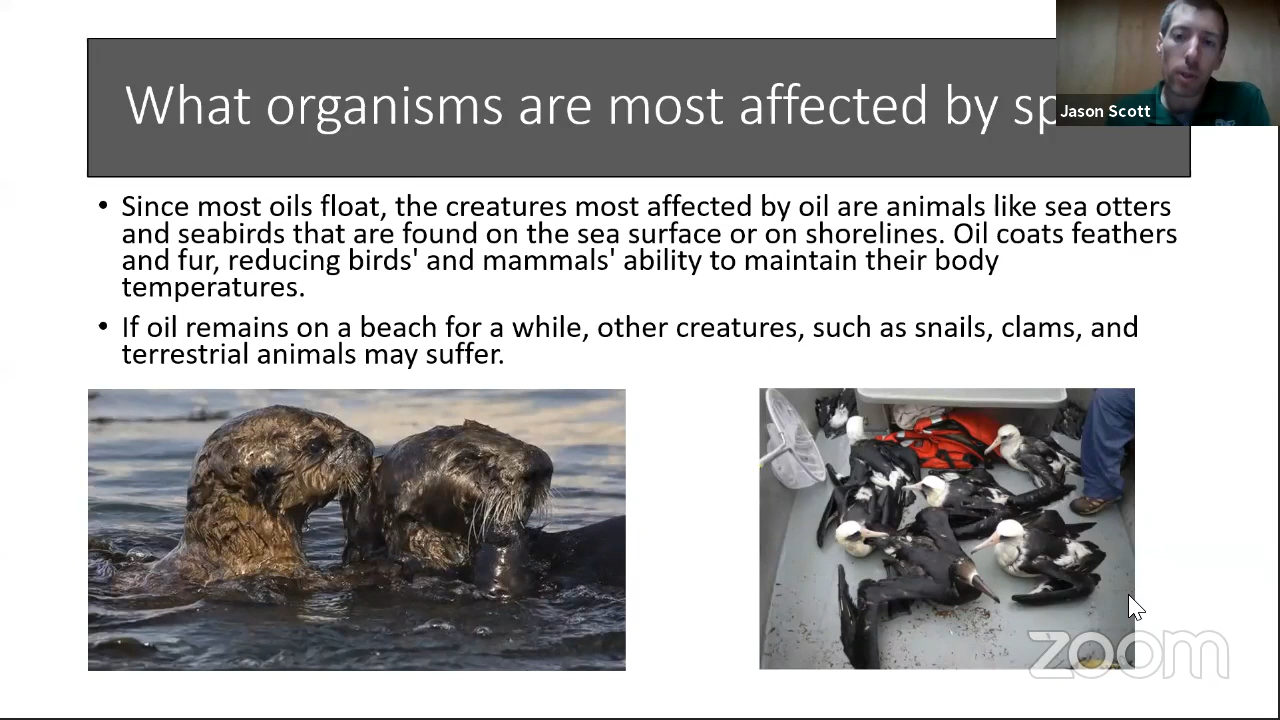 What organisms are most affected by sp
Jason Scott
• Since most oils float, the creatures most affected by oil are animals like sea otters
and seabirds that are found on the sea surface or on shorelines. Oil coats feathers
and fur, reducing birds' and mammals' ability to maintain their body
temperatures.
• If oil remains on a beach for a while, other creatures, such as snails, clams, and
terrestrial animals may suffer.
zoom